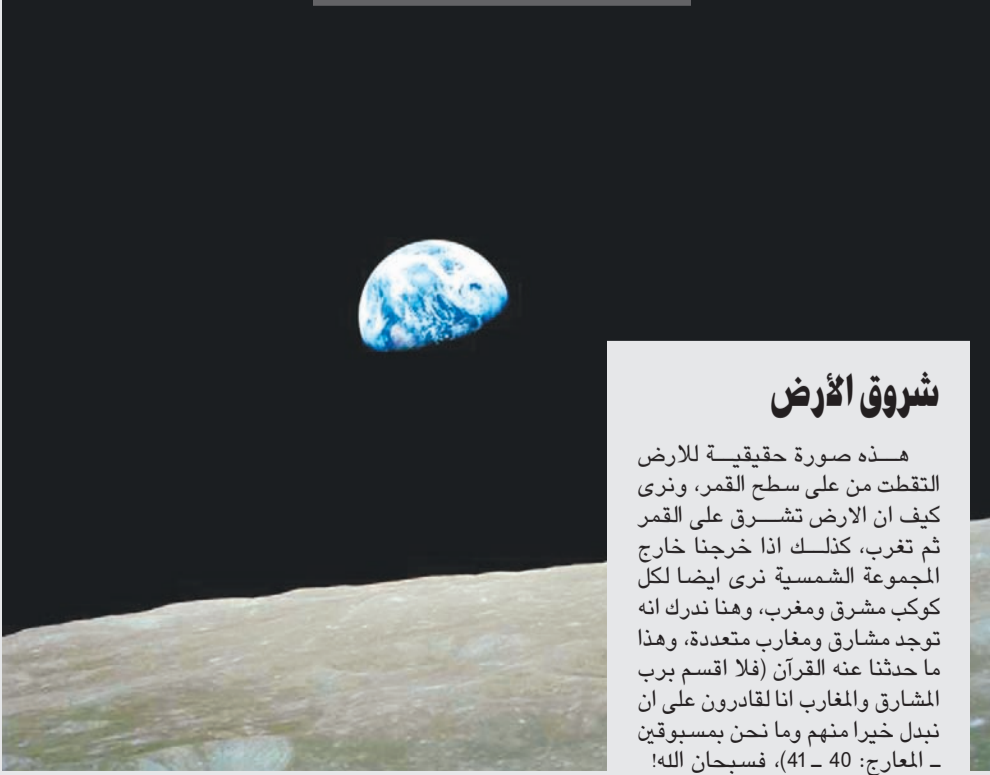 شروق الأرض
هـــذه صورة حقيقيـــة للارض
التقطت من على سطح القمر، ونرى
كيف ان الارض تشـــرق على القمر
ثم تغرب، كذلـــك اذا خرجنا خارج
المجموعة الشمسية نرى ايضا لكل
كوكب مشرق ومغرب، وهنا ندرك انه
توجد مشارق ومغارب متعددة، وهذا
ما حدثنا عنه القرآن (فلا اقسم برب
المشارق والمغارب انا لقادرون على ان
نبدل خيرا منهم وما نحن بمسبوقين
ـ المعارج: 40 ـ 41)، فسبحان الله!